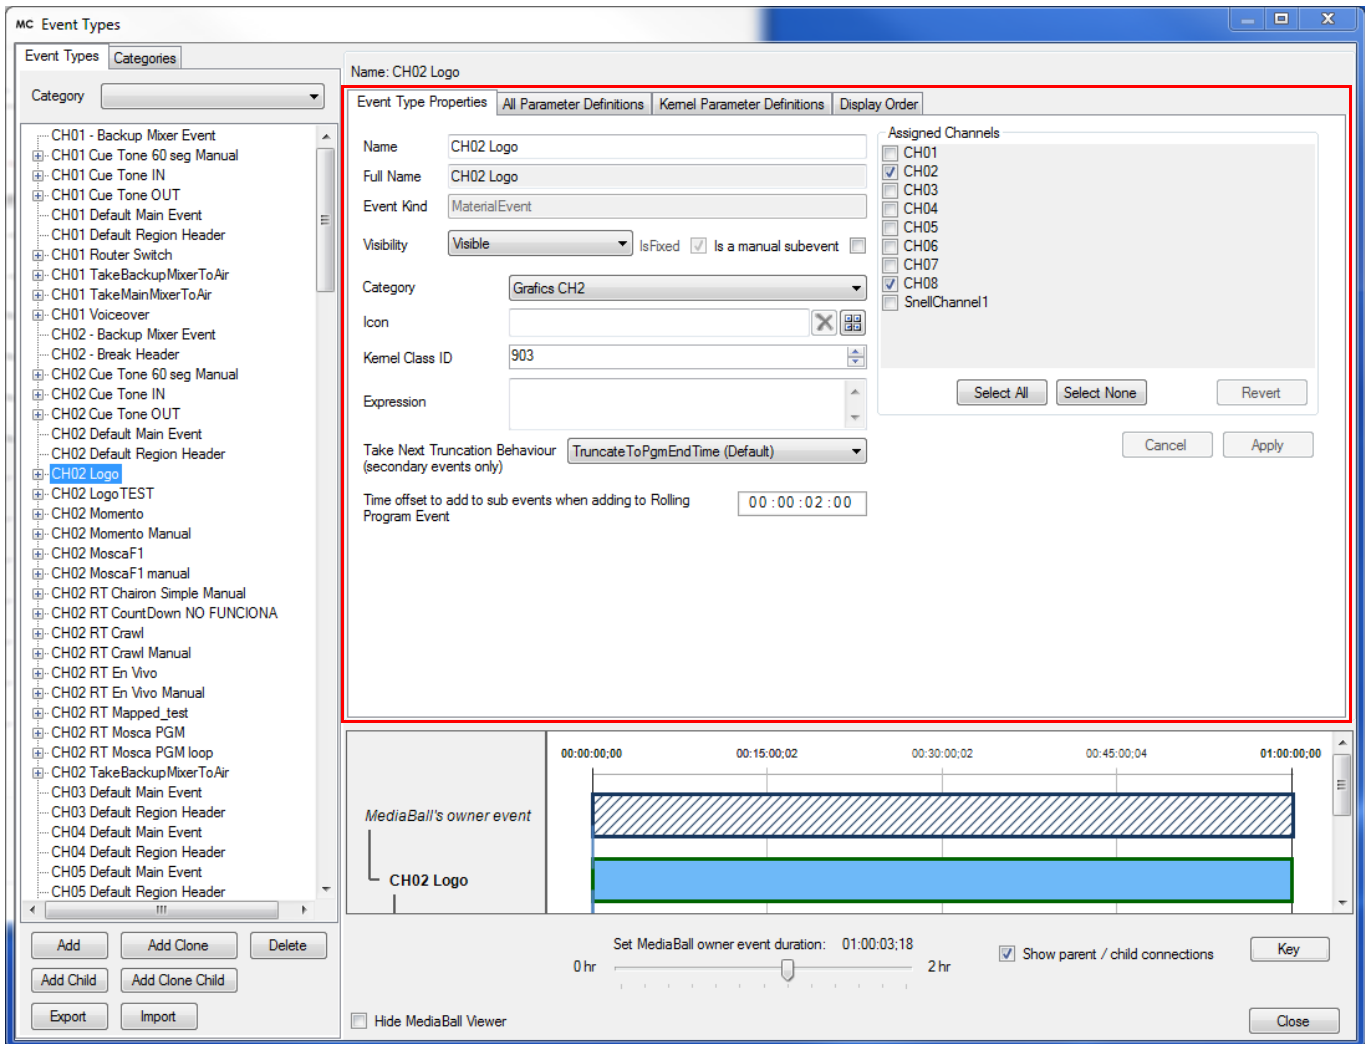 MC Event Types
Event Types
Categories
Category
CH01 - Backup Mixer Event
CH01 Cue Tone 60 seg Manual
CH01 Cue Tone IN
CH01 Cue Tone OUT
CH01 Default Main Event
CH01 Default Region Header
CH01 Router Switch
CH01 TakeBackupMixerToAir
CH01 TakeMainMixerToAir
CH01 Voiceover
CH02 - Backup Mixer Event
CH02 - Break Header
CH02 Cue Tone 60 seg Manual
CH02 Cue Tone IN
CH02 Cue Tone OUT
CH02 Default Main Event
CH02 Default Region Header
CH02 Logo
CH02 LogoTEST
CH02 Momento
CH02 Momento Manual
CH02 MoscaF1
CH02 MoscaF1 manual
CH02 RT Chairon Simple Manual
CH02 RT CountDown NO FUNCIONA
CH02 RT Crawl
CH02 RT Crawl Manual
CH02 RT En Vivo
CH02 RT En Vivo Manual
CH02 RT Mapped_test
CH02 RT Mosca PGM
CH02 RT Mosca PGM loop
CH02 TakeBackupMixerToAir
CH03 Default Main Event
CH03 Default Region Header
CH04 Default Main Event
CH04 Default Region Header
CH05 Default Main Event
CH05 Default Region Header
Add
Add Clone
Delete
Add Child
Add Clone Child
Export
Import
Name: CH02 Logo
Event Type Properties
All Parameter Definitions
Kernel Parameter Definitions
Display Order
Name
CH02 Logo
Full Name
CH02 Logo
Event Kind
MaterialEvent
Visibility
Visible
IsFixed
Is a manual subevent
Category
Grafics CH2
Icon
Kernel Class ID
903
Expression
Take Next Truncation Behaviour
(secondary events only)
TruncateToPgmEndTime (Default)
Time offset to add to sub events when adding to Rolling
Program Event
00:00:02:00
Assigned Channels
CH01
CH02
CH03
CH04
CH05
CH06
CH07
CH08
SnellChannel1
Select All
Select None
Revert
Cancel
Apply
00:00:00;00
00:15:00;02
00:30:00;02
00:45:00;04
01:00:00;00
MediaBall's owner event
CH02 Logo
Set MediaBall owner event duration: 01:00:03;18
0 hr
2 hr
Show parent / child connections
Key
Hide MediaBall Viewer
Close